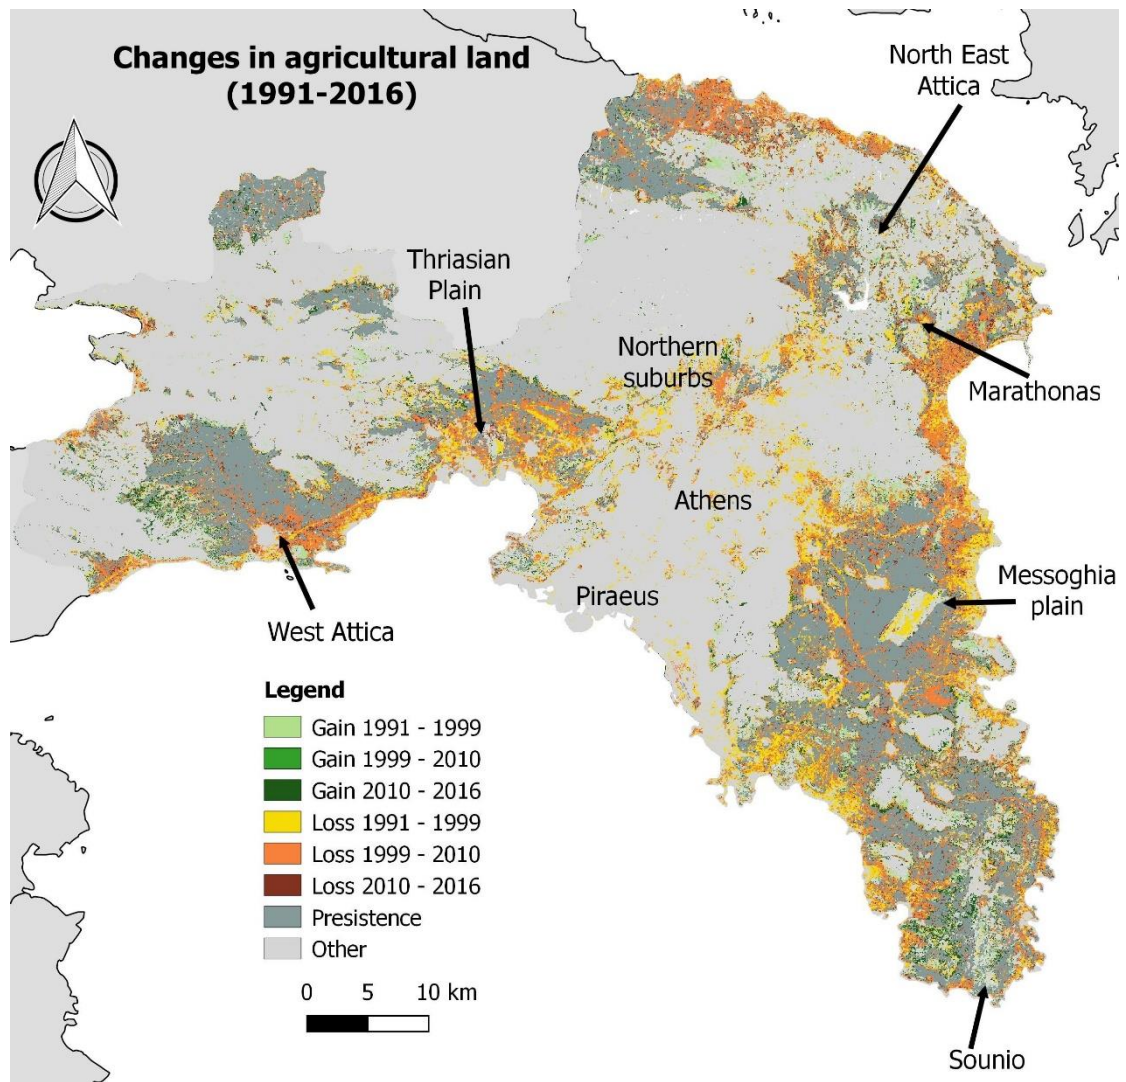 Changes in agricultural land
(1991-2016)
North East
Attica
Thriasian
Plain
Northern
suburbs
Marathonas
Athens
Messoghia
plain
Piraeus
West Attica
Legend
Gain 1991 - 1999
Gain 1999 - 2010
Gain 2010 - 2016
Loss 1991 - 1999
Loss 1999 - 2010
Loss 2010 - 2016
Presistence
Other
0 5 10 km
Sounio